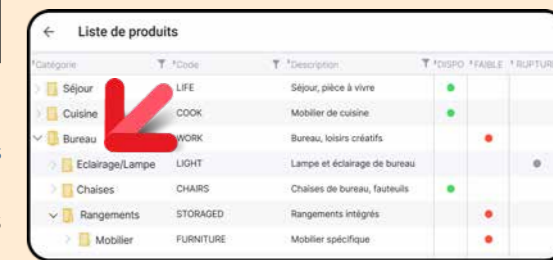 ← Liste de produits
*Catégorie *Code *Description *DISPO *FAIBLE *RUPTURE
Séjour LIFE Séjour, pièce à vivre
Cuisine COOK Mobilier de cuisine
Bureau WORK Bureau, loisirs créatifs
Eclairage/Lampe LIGHT Lampe et éclairage de bureau
Chaises CHAIRS Chaises de bureau, fauteuils
Rangements STORAGED Rangements intégrés
Mobilier FURNITURE Mobilier spécifique